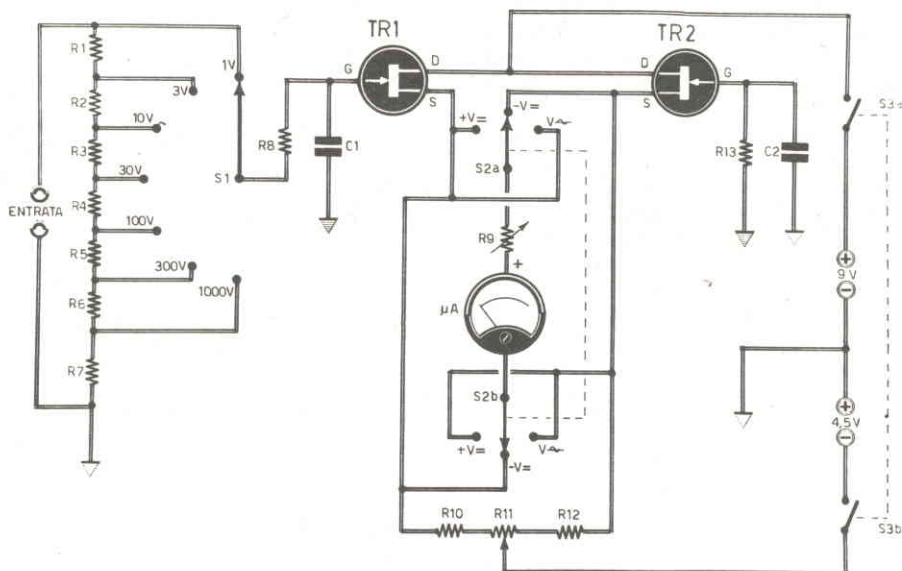 TR1
TR2
R1
1V
G
D
D
G
3V
S
S
R2
-V=
S3a
+V=
V~
10V
R8
C1
R13
C2
R3
S2a
30V
S1
R4
ENTRATA
R9
100V
+
R5
+
9V
300V
-
1000V
µA
R6
R7
S2b
+
4,5V
+V=
V~
-
-V=
R10
R11
R12
S3b